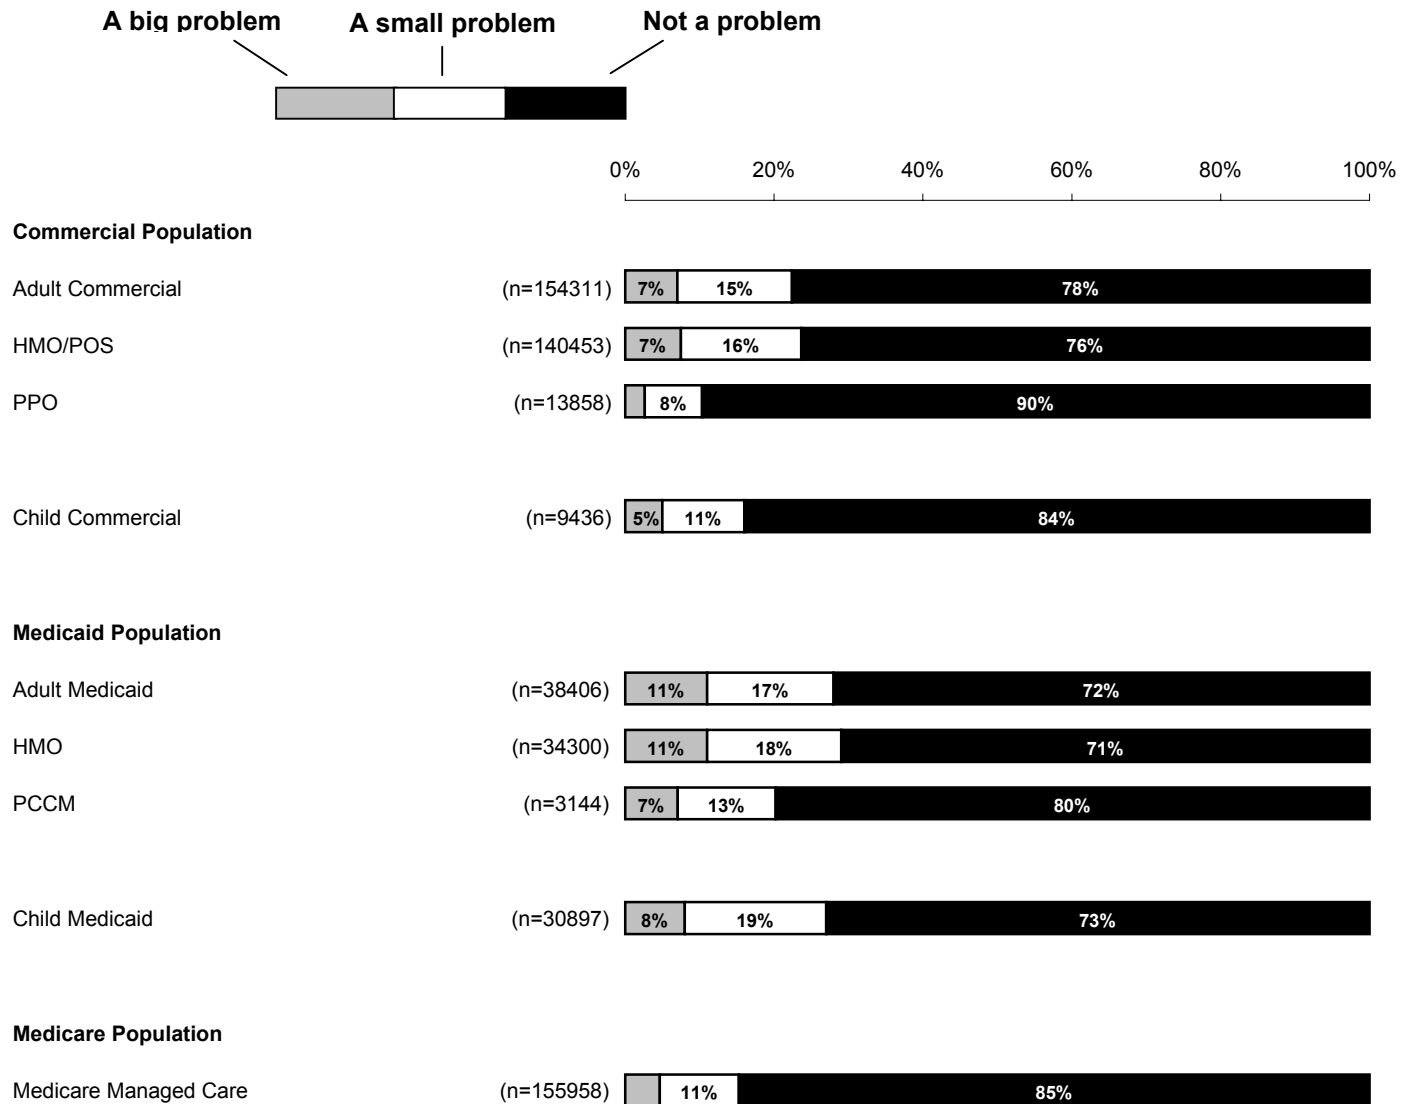 A big problem A small problem Not a problem
0% 20% 40% 60% 80% 100%
Commercial Population
Adult Commercial (n=154311) 7% 15% 78%
HMO/POS (n=140453) 7% 16% 76%
PPO (n=13858) 8% 90%
Child Commercial (n=9436) 5% 11% 84%
Medicaid Population
Adult Medicaid (n=38406) 11% 17% 72%
HMO (n=34300) 11% 18% 71%
PCCM (n=3144) 7% 13% 80%
Child Medicaid (n=30897) 8% 19% 73%
Medicare Population
Medicare Managed Care (n=155958) 11% 85%